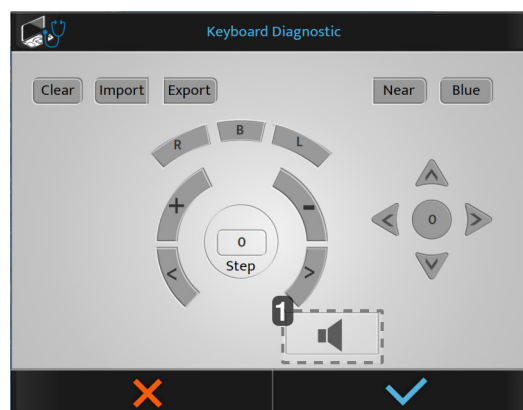 Keyboard Diagnostic
Clear Import Export Near Blue
R B L
+ -
0 0
Step
< >
1